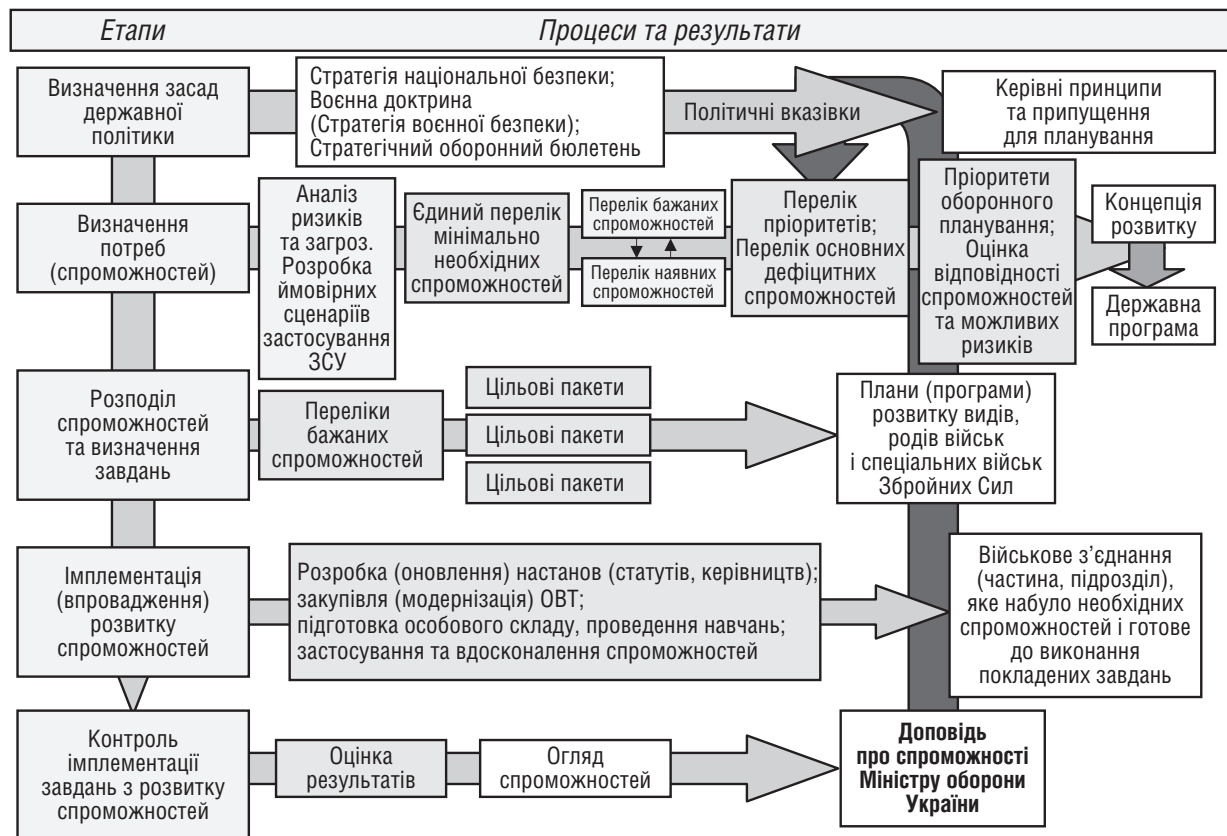 Етапи
Процеси та результати
Визначення засад
державної
політики
Стратегія національної безпеки;
Воєнна доктрина
(Стратегія воєнної безпеки);
Стратегічний оборонний бюлетень
Політичні вказівки
Керівні принципи
та припущення
для планування
Визначення
потреб
(спроможностей)
Аналіз
ризиків
та загроз.
Розробка
ймовірних
сценаріїв
застосування
ЗСУ
Єдиний перелік
мінімально
необхідних
спроможностей
Перелік бажаних
спроможностей
Перелік наявних
спроможностей
Перелік
пріоритетів;
Перелік основних
дефіцитних
спроможностей
Пріоритети
оборонного
планування;
Оцінка
відповідності
спроможностей
та можливих
ризиків
Концепція
розвитку
Державна
програма
Розподіл
спроможностей
та визначення
завдань
Переліки
бажаних
спроможностей
Цільові пакети
Цільові пакети
Цільові пакети
Плани (програми)
розвитку видів,
родів військ
і спеціальних військ
Збройних Сил
Імплементація
(впровадження)
розвитку
спроможностей
Розробка (оновлення) настанов (статутів, керівництв);
закупівля (модернізація) ОВТ;
підготовка особового складу, проведення навчань;
застосування та вдосконалення спроможностей
Військове з’єднання
(частина, підрозділ),
яке набуло необхідних
спроможностей і готове
до виконання
покладених завдань
Контроль
імплементації
завдань з розвитку
спроможностей
Оцінка
результатів
Огляд
спроможностей
Доповідь
про спроможності
Міністру оборони
України